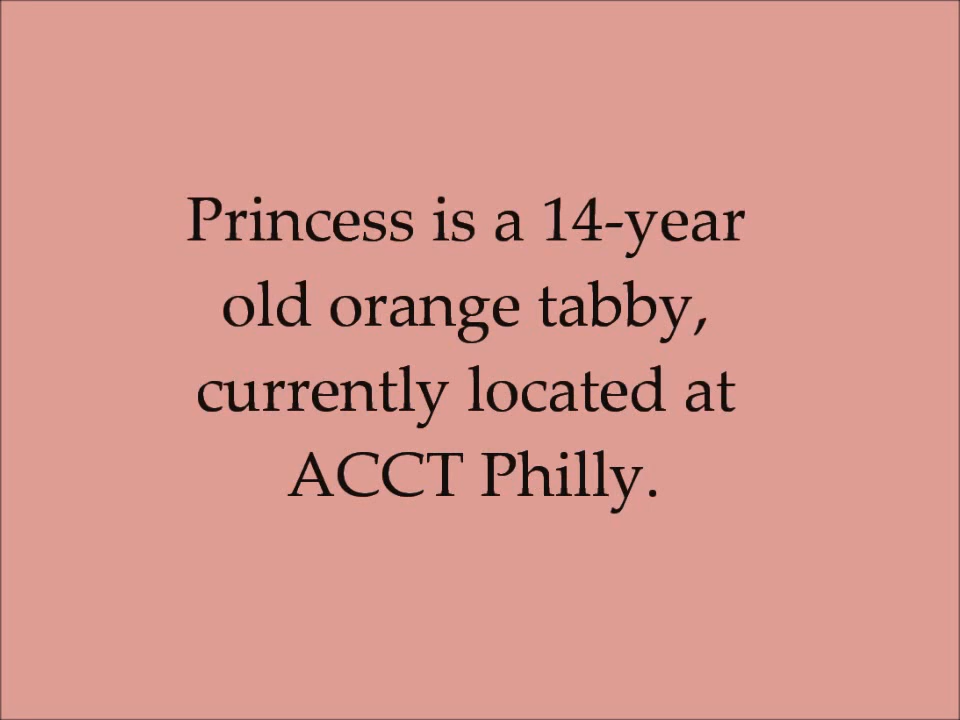 Princess is a 14-year
old orange tabby,
currently located at
ACCT Philly.